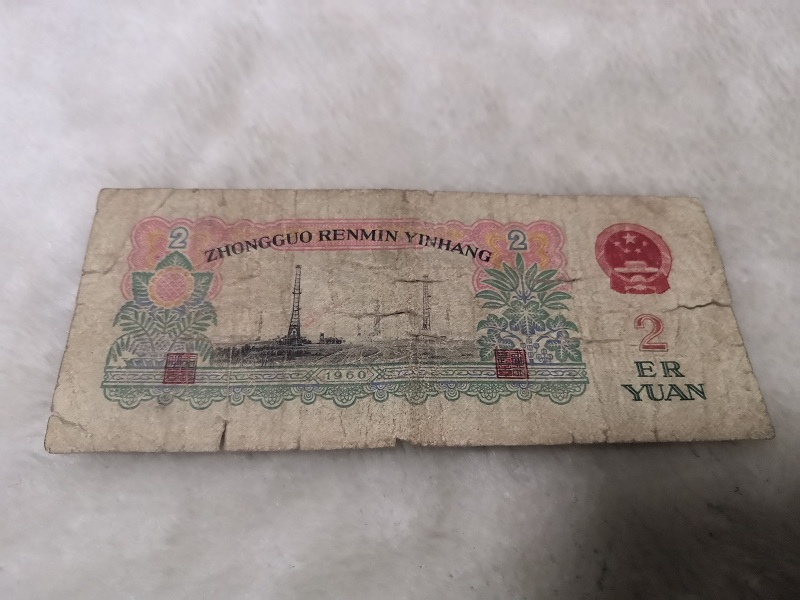 2
ZHONGGUO RENMIN YINHANG
2
1960
2
ER
YUAN